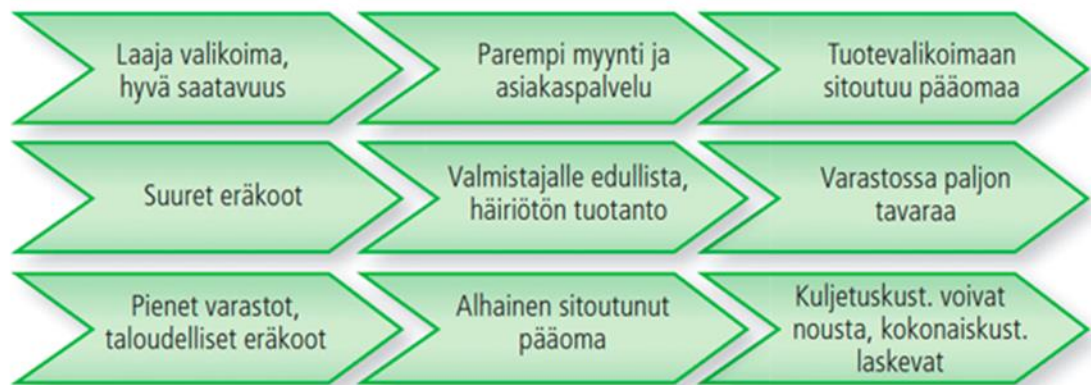 Laaja valikoima,
hyvä saatavuus
Parempi myynti ja
asiakaspalvelu
Tuotevalikoimaan
sitoutuu pääomaa
Suuret eräkoot
Valmistajalle edullista,
häiriötön tuotanto
Varastossa paljon
tavaraa
Pienet varastot,
taloudelliset eräkoot
Alhainen sitoutunut
pääoma
Kuljetuskust. voivat
nousta, kokonaiskust.
laskevat